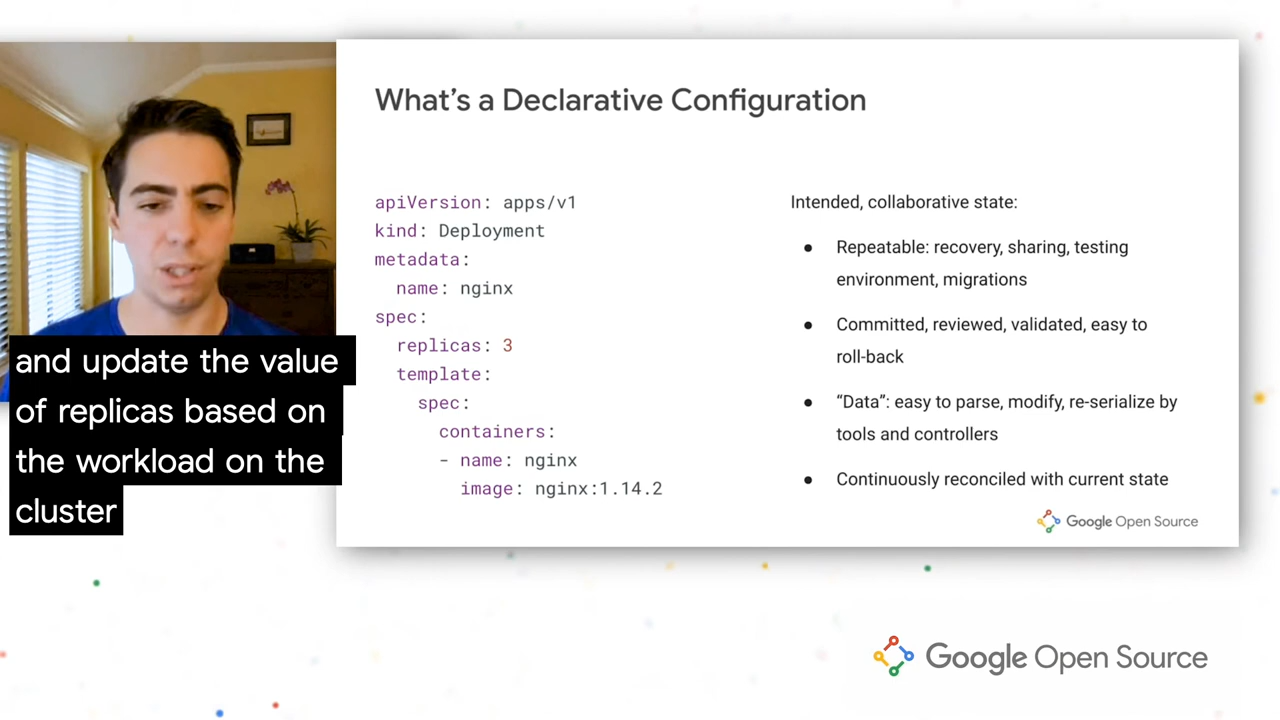 What's a Declarative Configuration
apiVersion: apps/v1
kind: Deployment
metadata:
name: nginx
spec:
replicas: 3
template:
spec:
containers:
- name: nginx
image: nginx:1.14.2
Intended, collaborative state:
● Repeatable: recovery, sharing, testing
environment, migrations
● Committed, reviewed, validated, easy to
roll-back
● “Data”: easy to parse, modify, re-serialize by
tools and controllers
● Continuously reconciled with current state
Google Open Source
and update the value
of replicas based on
the workload on the
cluster
Google Open Source